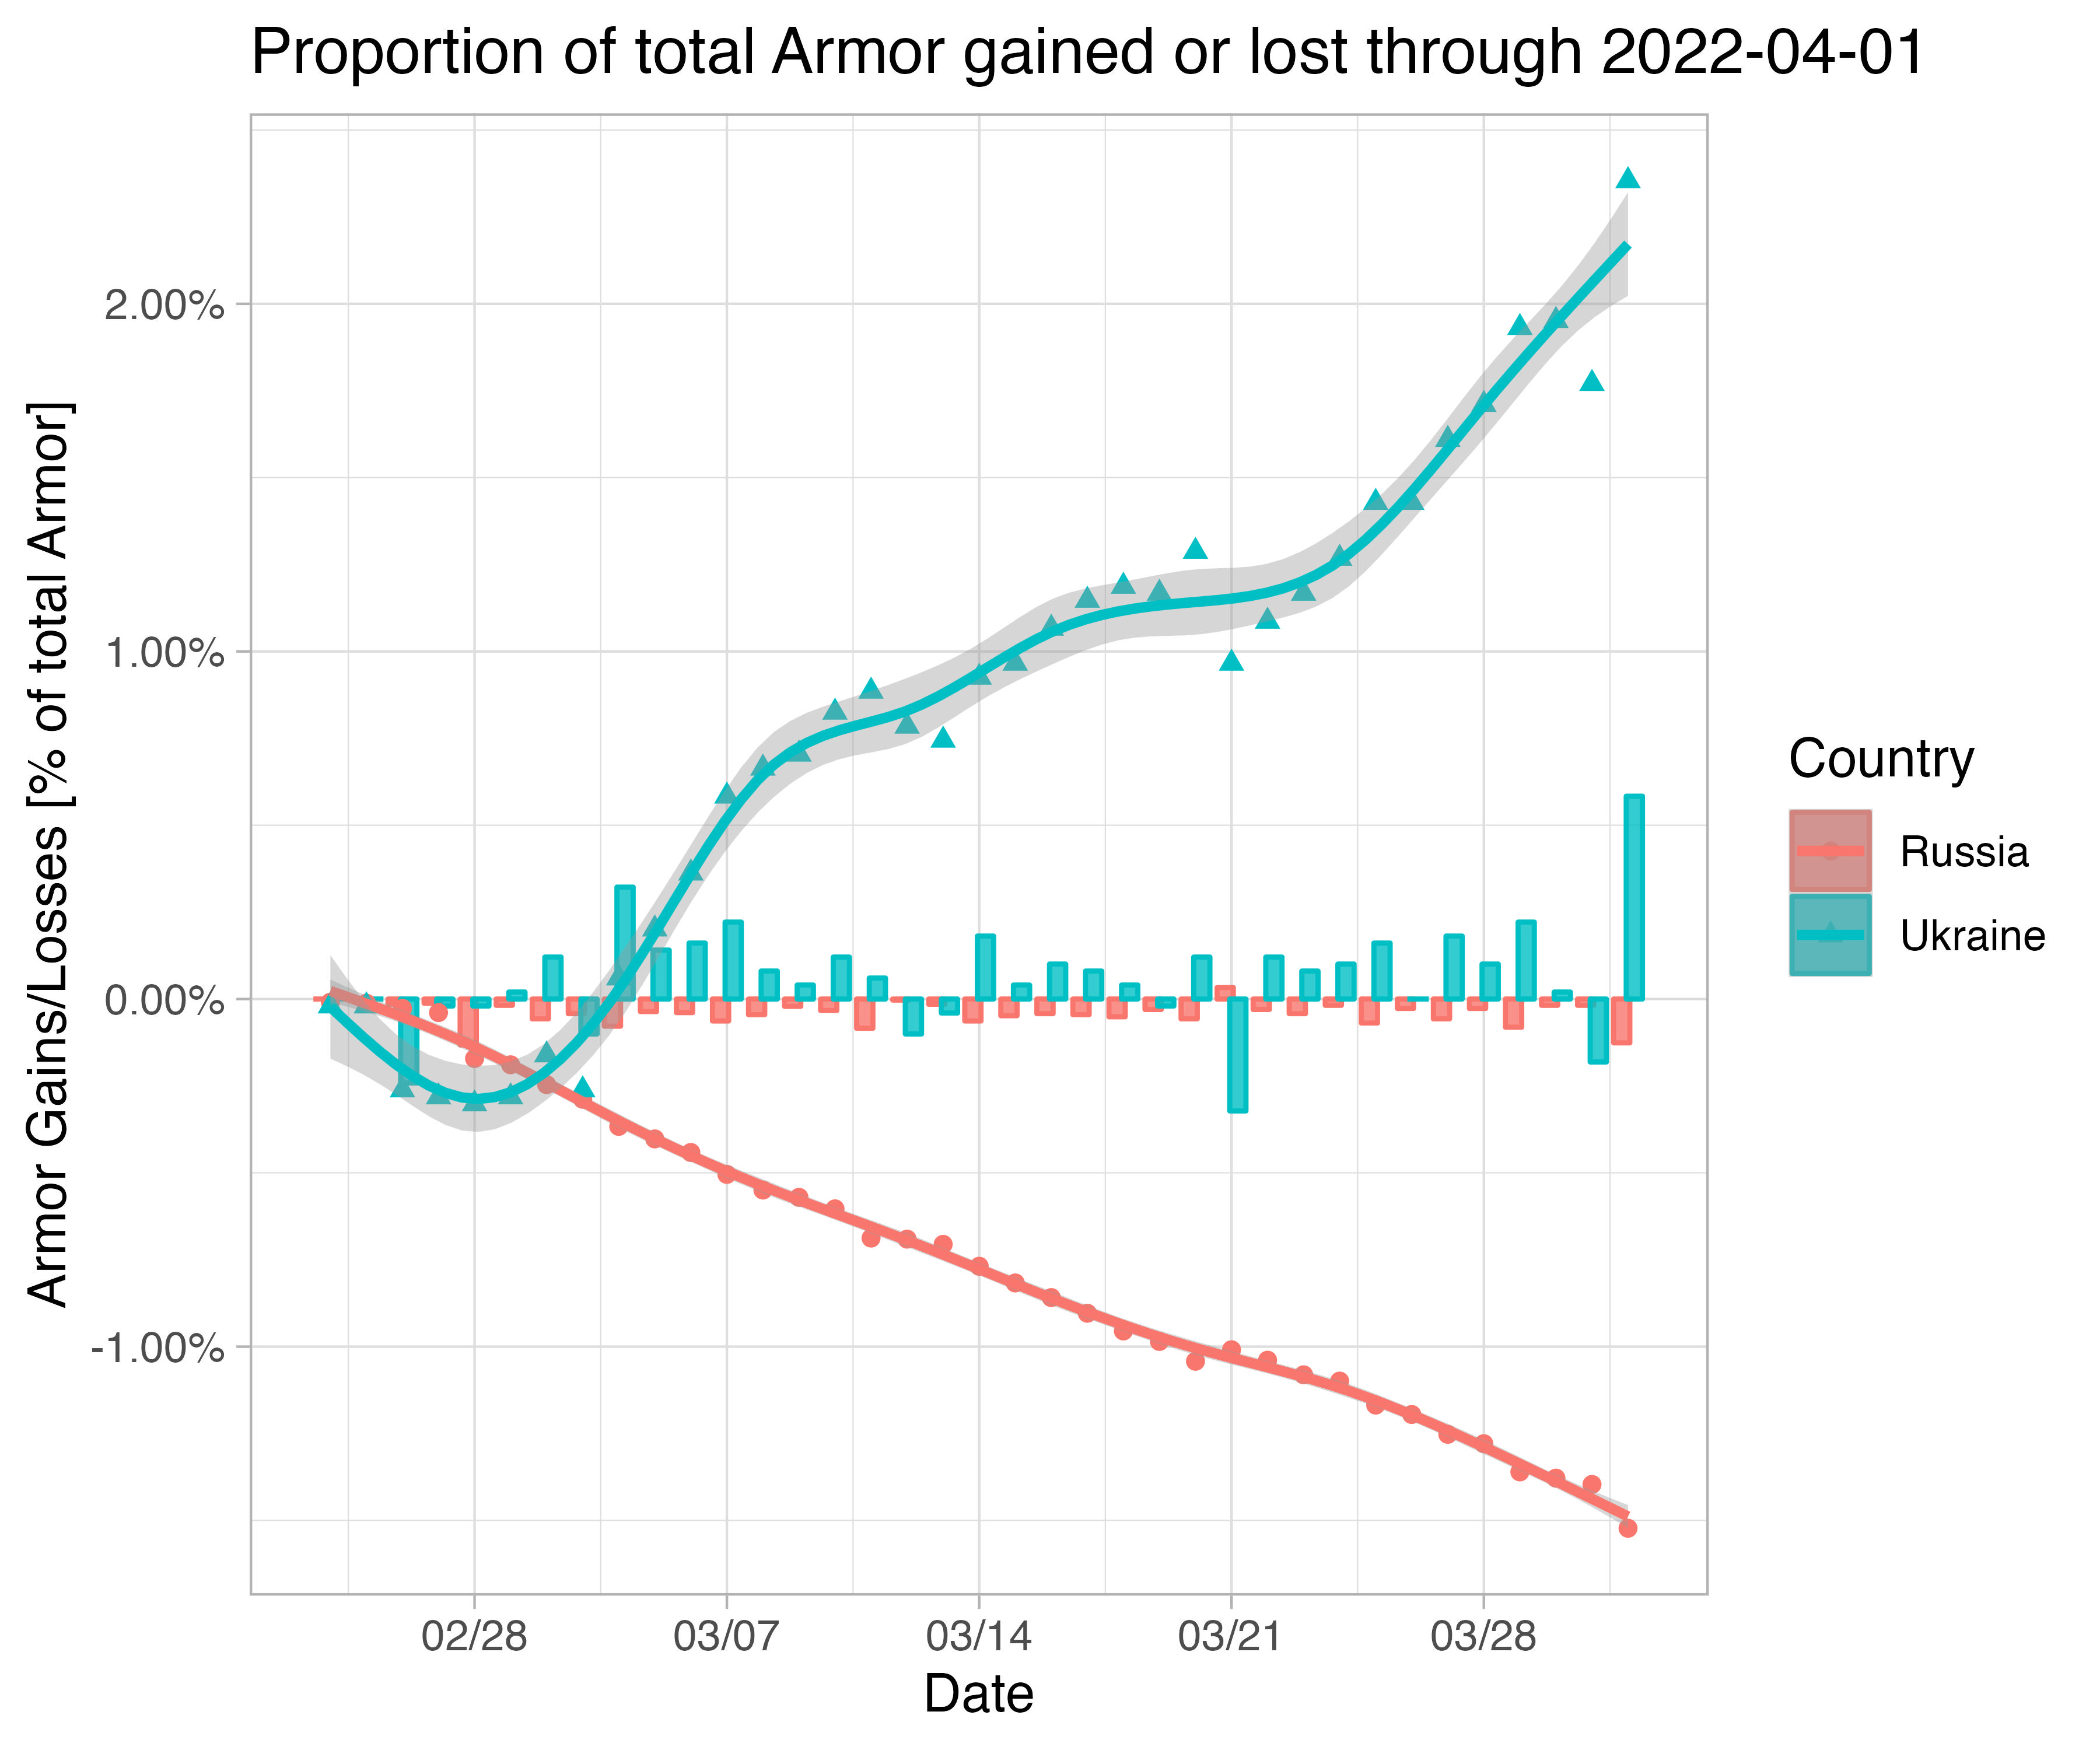 Proportion of total Armor gained or lost through 2022-04-01
Armor Gains/Losses [% of total Armor]
2.00%
1.00%
0.00%
-1.00%
02/28
03/07
03/14
03/21
03/28
Date
Country
Russia
Ukraine